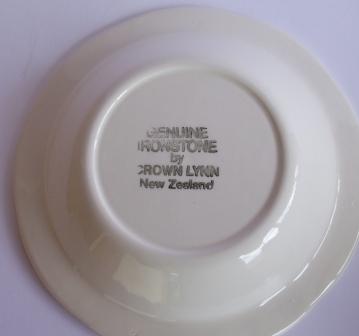 GENUINE
IRONSTONE
by
CROWN LYNN
New Zealand